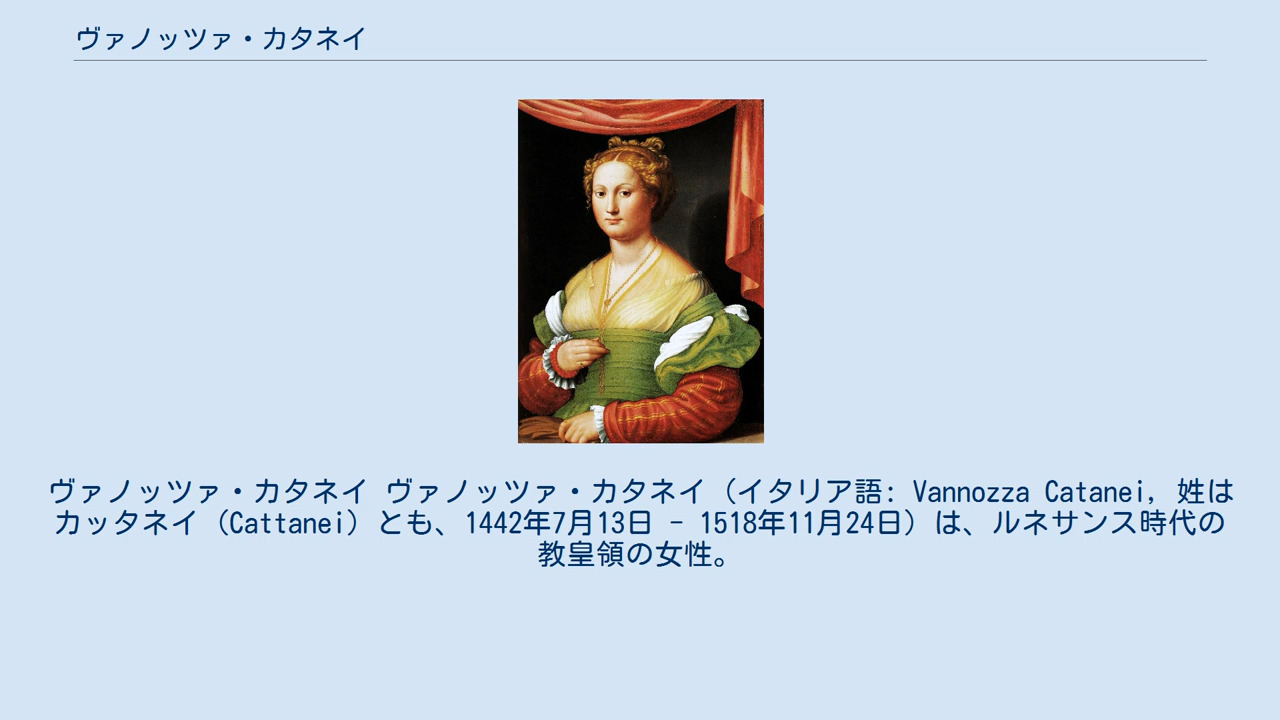 ヴァノッツァ・カタネイ
ヴァノッツァ・カタネイ ヴァノッツァ・カタネイ（イタリア語: Vannozza Catanei, 姓は
カッタネイ（Cattanei）とも、1442年7月13日 - 1518年11月24日）は、ルネサンス時代の
教皇領の女性。